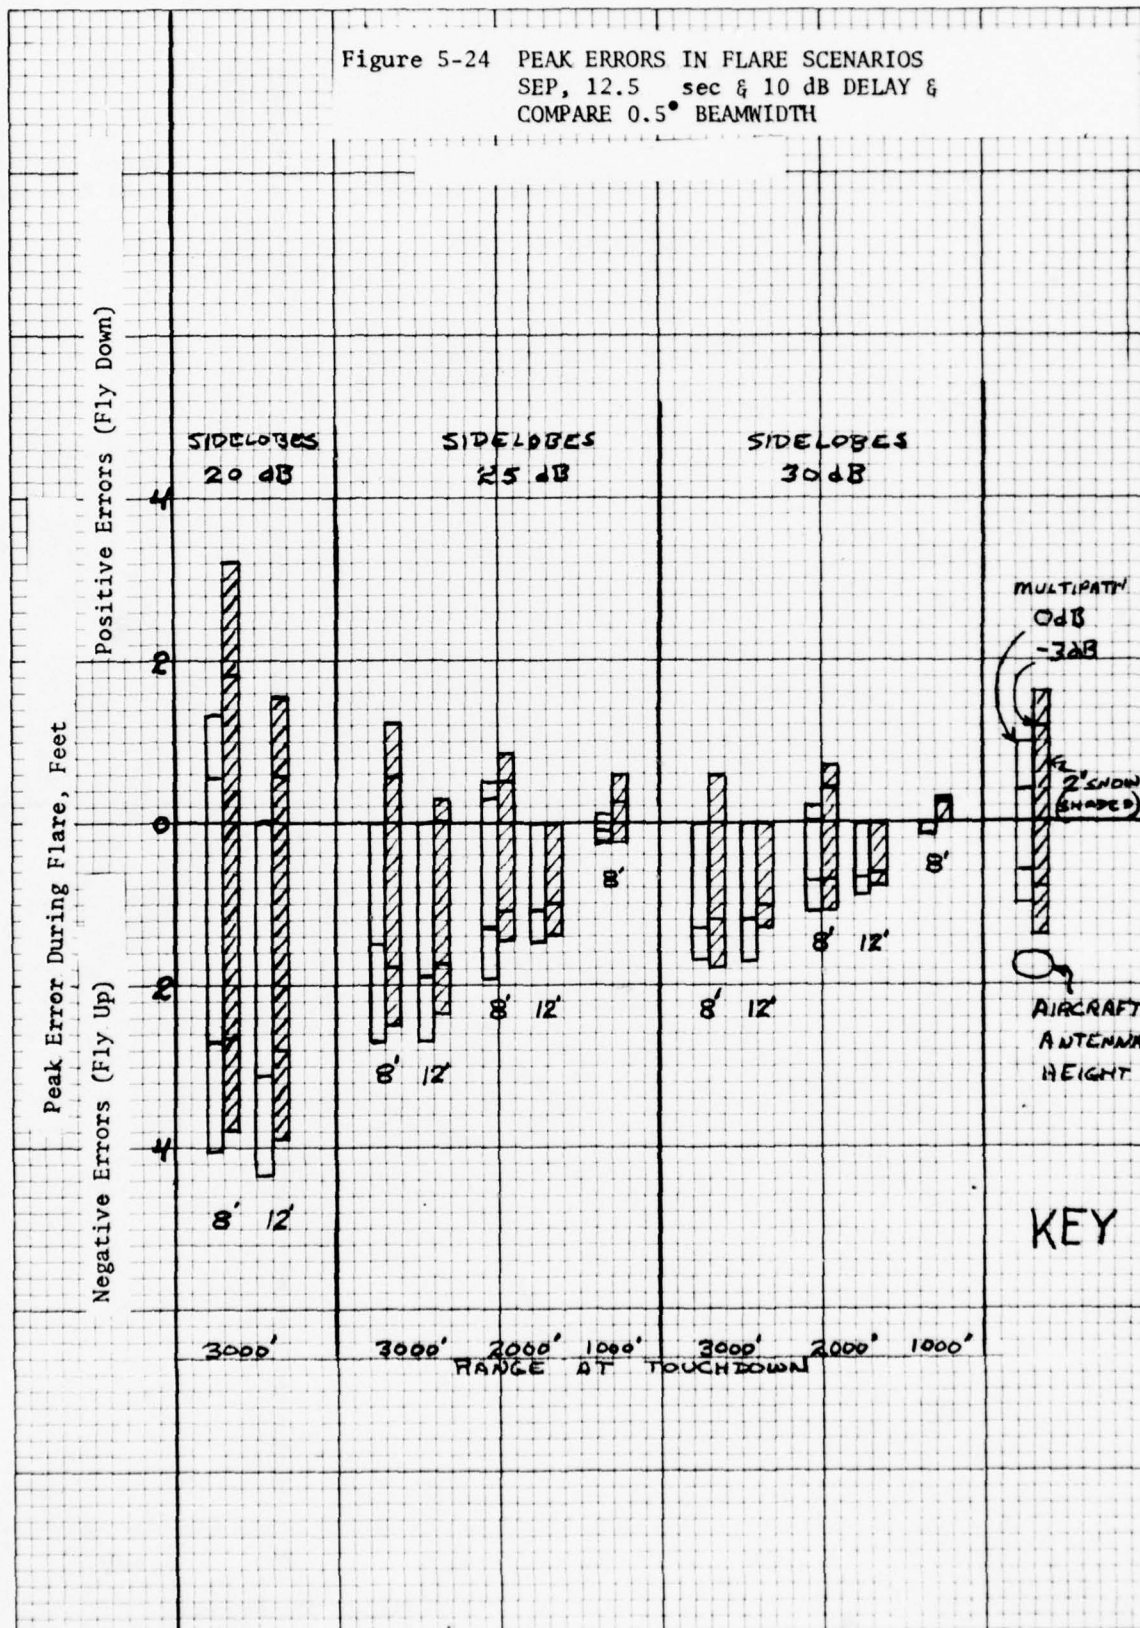 Figure 5-24 PEAK ERRORS IN FLARE SCENARIOS
SEP, 12.5 sec & 10 dB DELAY &
COMPARE 0.5° BEAMWIDTH
Peak Error During Flare, Feet
Positive Errors (Fly Down)
Negative Errors (Fly Up)
4
2
0
2
4
SIDELOBES
20 dB
SIDELOBES
25 dB
SIDELOBES
30 dB
8' 12'
8' 12'
8' 12'
8'
8' 12'
8' 12'
8'
3000' 3000' 2000' 1000' 3000' 2000' 1000'
RANGE AT TOUCHDOWN
MULTIPATH
0dB
-3dB
2' SNOW
(SHADED)
AIRCRAFT
ANTENNA
HEIGHT
KEY